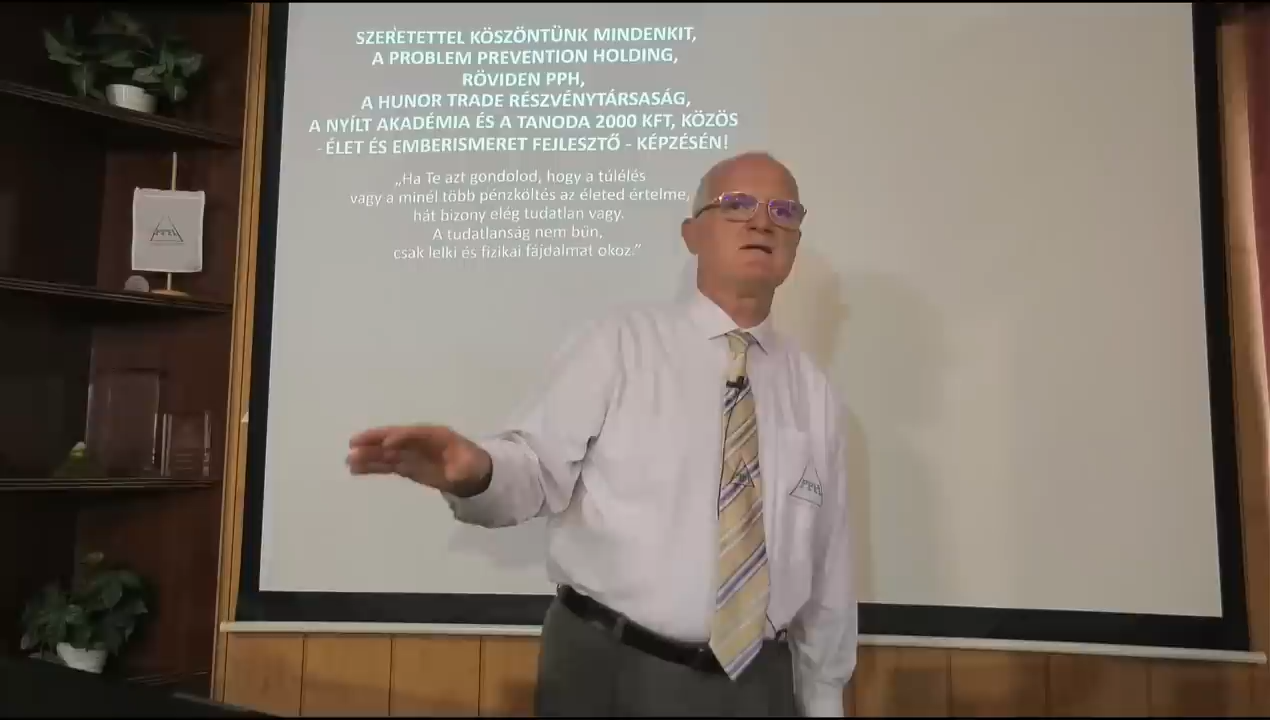 SZERETETTEL KÖSZÖNTÜNK MINDENKIT,
A PROBLEM PREVENTION HOLDING,
RÖVIDEN PPH,
A HUNOR TRADE RÉSZVÉNYTÁRSASÁG,
A NYÍLT AKADÉMIA ÉS A TANODA 2000 KFT, KÖZÖS
- ÉLET ÉS EMBERISMERET FEJLESZTŐ - KÉPZÉSÉN!
„Ha Te azt gondolod, hogy a túlélés
vagy a minél több pénzköltés az életed értelme,
hát bizony elég tudatlan vagy.
A tudatlanság nem bűn,
csak lelki és fizikai fájdalmat okoz.”
PPH
PPH